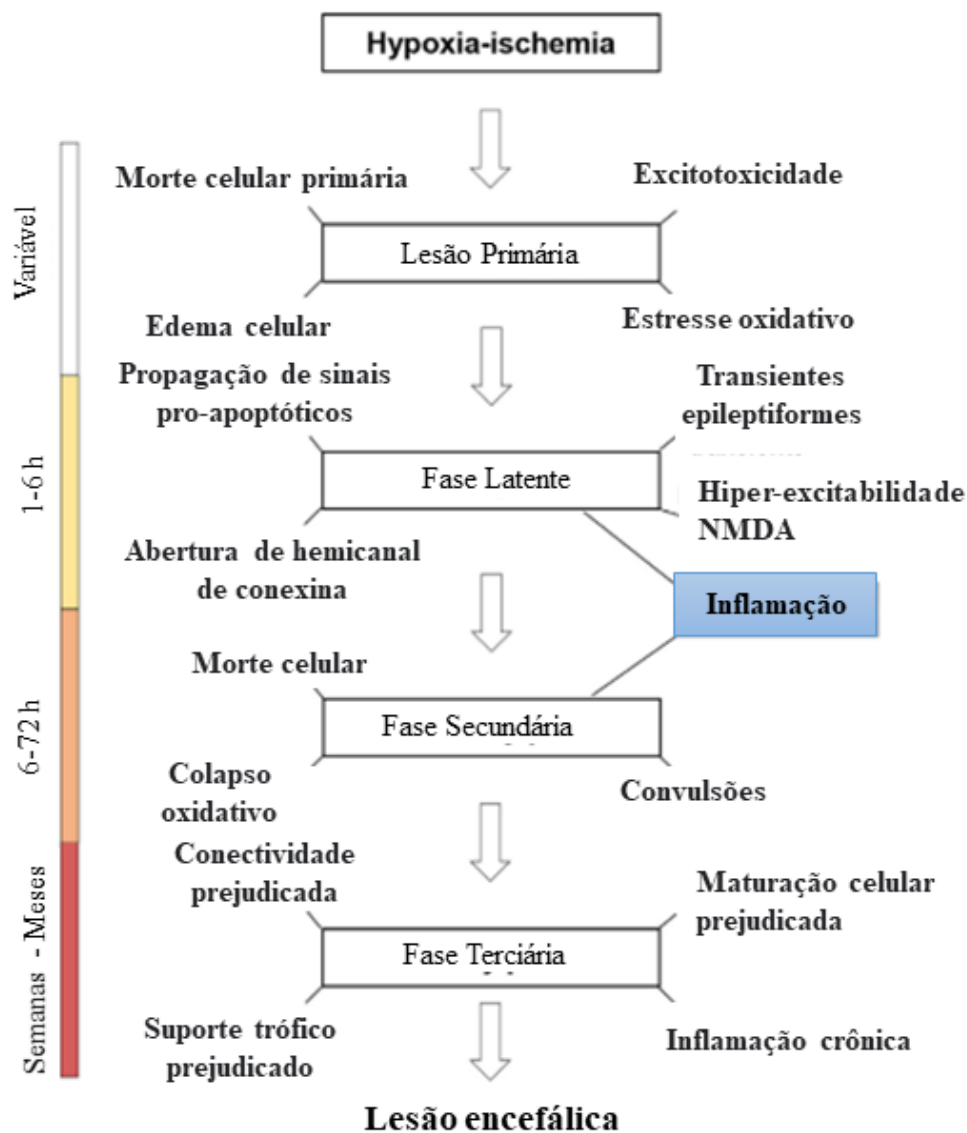 Hypoxia-ischemia
Morte celular primária
Excitotoxicidade
Variável
Lesão Primária
Edema celular
Estresse oxidativo
Propagação de sinais
pro-apoptóticos
Transientes
epileptiformes
1-6 h
Fase Latente
Hiper-excitabilidade
NMDA
Abertura de hemicanal
de conexina
Inflamação
Morte celular
6-72 h
Fase Secundária
Colapso
oxidativo
Convulsões
Conectividade
prejudicada
Maturação celular
prejudicada
Semanas - Meses
Fase Terciária
Suporte trófico
prejudicado
Inflamação crônica
Lesão encefálica